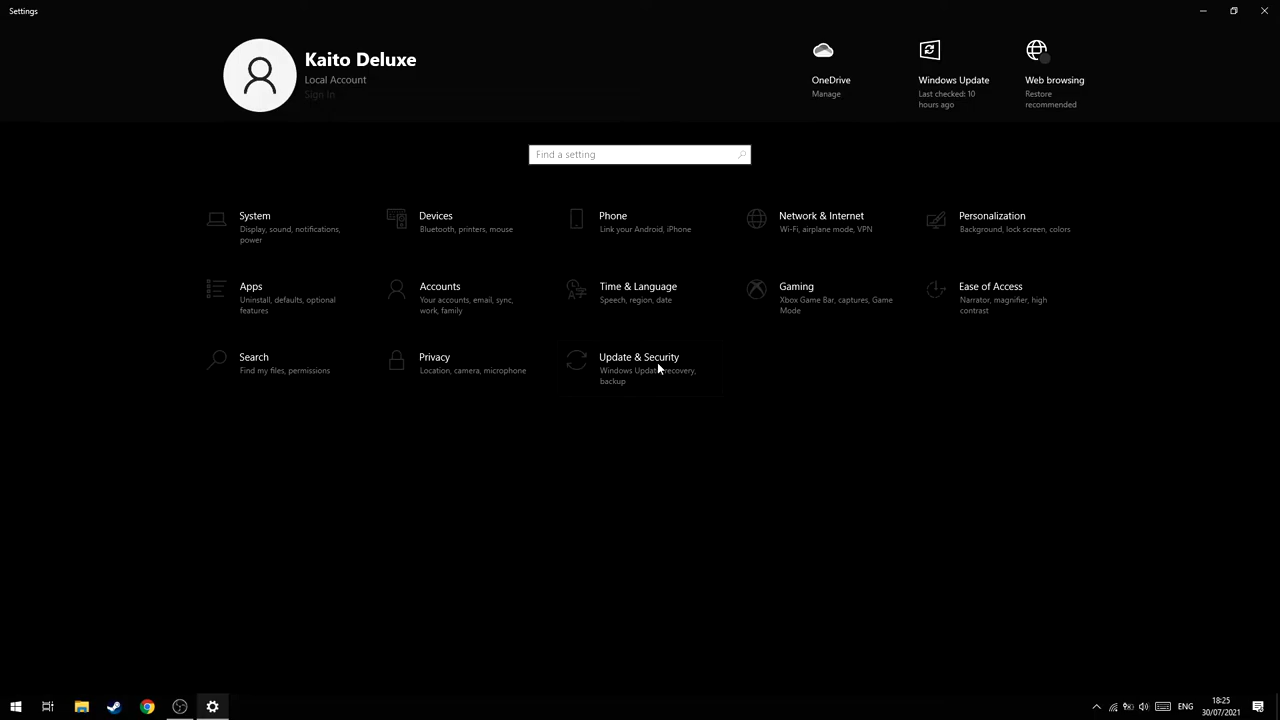 Settings
Kaito Deluxe
Local Account
Sign In
OneDrive
Manage
Windows Update
Last checked: 10
hours ago
Web browsing
Restore
recommended
Find a setting
System
Display, sound, notifications,
power
Devices
Bluetooth, printers, mouse
Phone
Link your Android, iPhone
Network & Internet
Wi-Fi, airplane mode, VPN
Personalization
Background, lock screen, colors
Apps
Uninstall, defaults, optional
features
Accounts
Your accounts, email, sync,
work, family
Time & Language
Speech, region, date
Gaming
Xbox Game Bar, captures, Game
Mode
Ease of Access
Narrator, magnifier, high
contrast
Search
Find my files, permissions
Privacy
Location, camera, microphone
Update & Security
Windows Update, recovery,
backup
ENG
18:25
30/07/2021